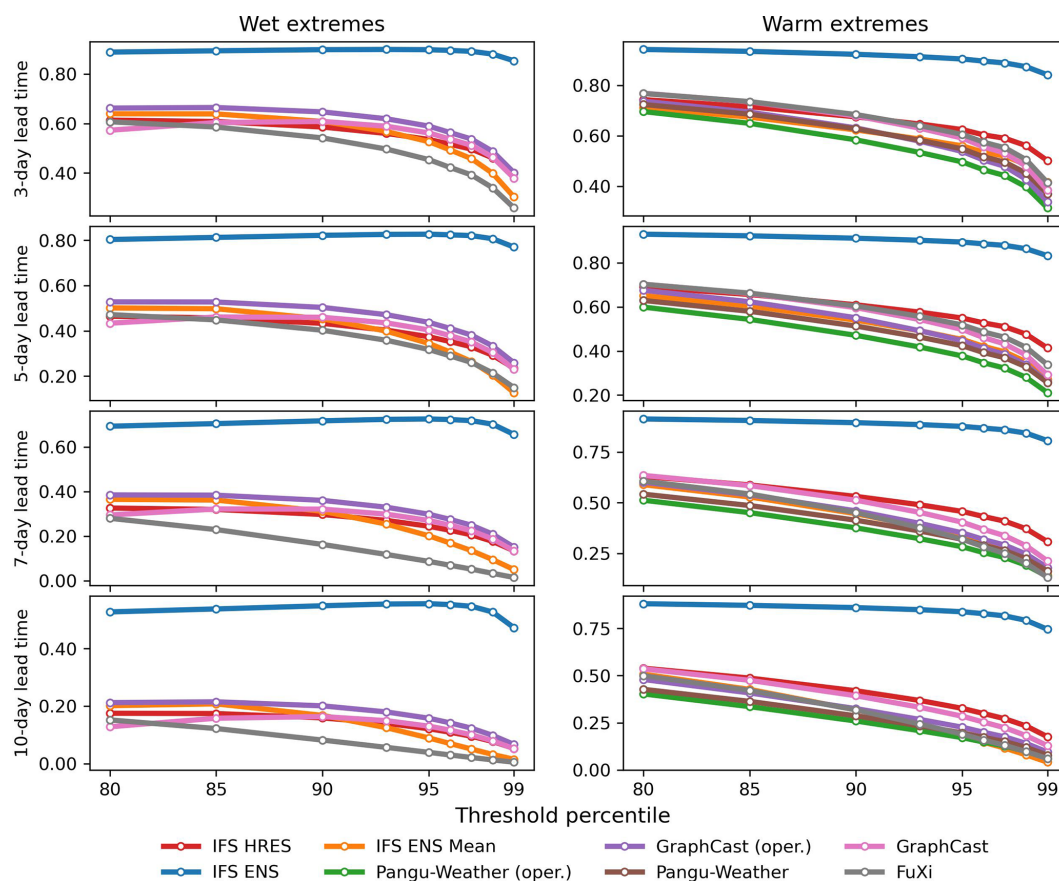 Wet extremes
Warm extremes
3-day lead time
0.80
0.60
0.40
0.80
0.60
0.40
5-day lead time
0.80
0.60
0.40
0.20
0.80
0.60
0.40
0.20
7-day lead time
0.60
0.40
0.20
0.00
0.75
0.50
0.25
10-day lead time
0.40
0.20
0.00
0.75
0.50
0.25
0.00
80 85 90 95 99
80 85 90 95 99
Threshold percentile
IFS HRES IFS ENS Mean GraphCast (oper.) GraphCast
IFS ENS Pangu-Weather (oper.) Pangu-Weather FuXi